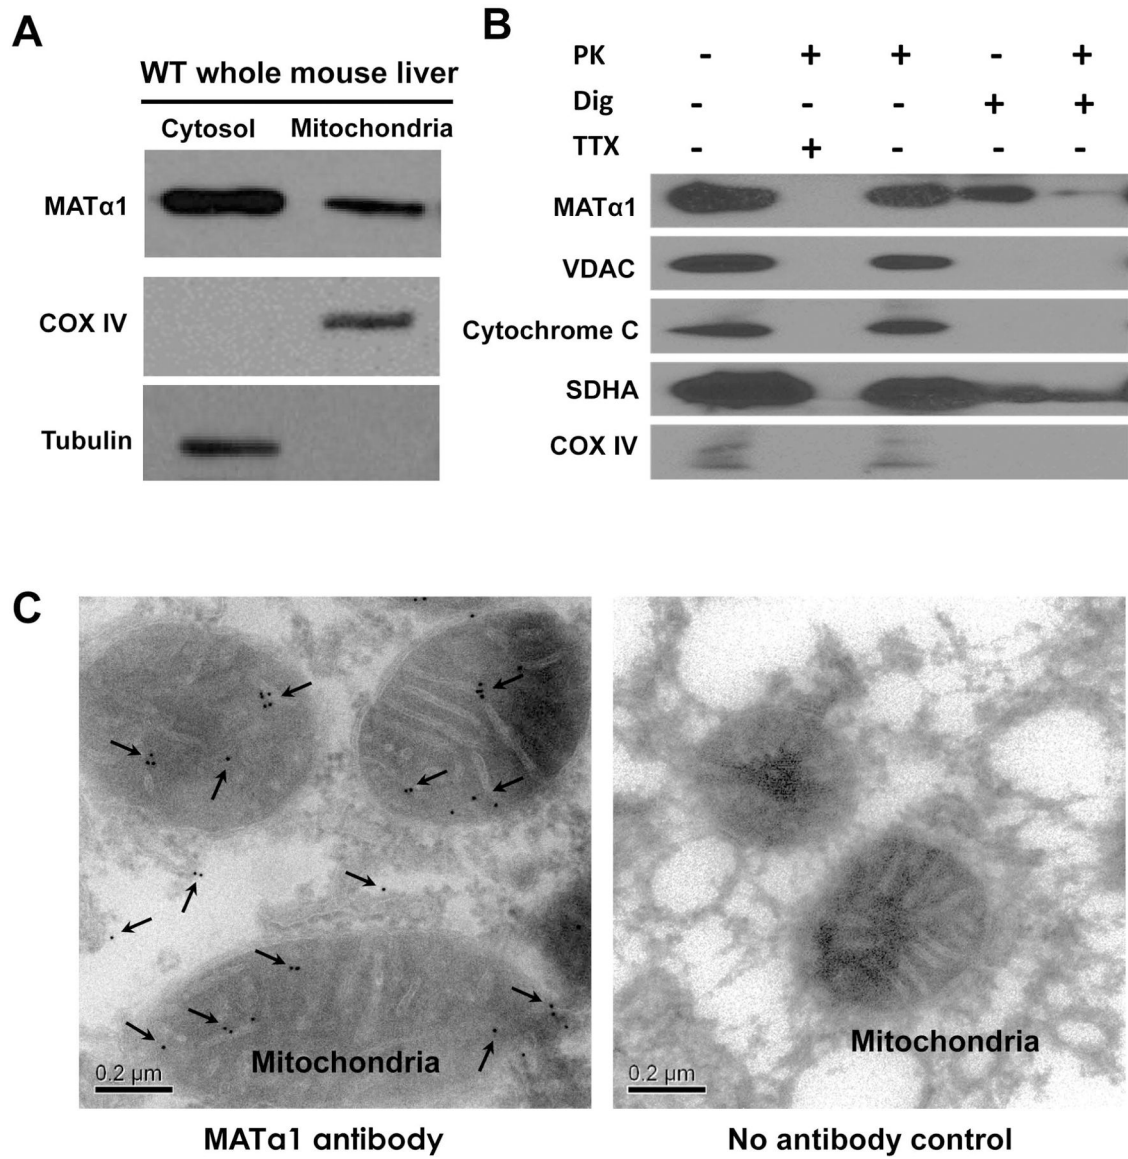 A
WT whole mouse liver
Cytosol Mitochondria
MATα1
COX IV
Tubulin
B
PK - + + - +
Dig - - - + +
TTX - + - - -
MATα1
VDAC
Cytochrome C
SDHA
COX IV
C
Mitochondria
0.2 µm
MATα1 antibody
Mitochondria
0.2 µm
No antibody control